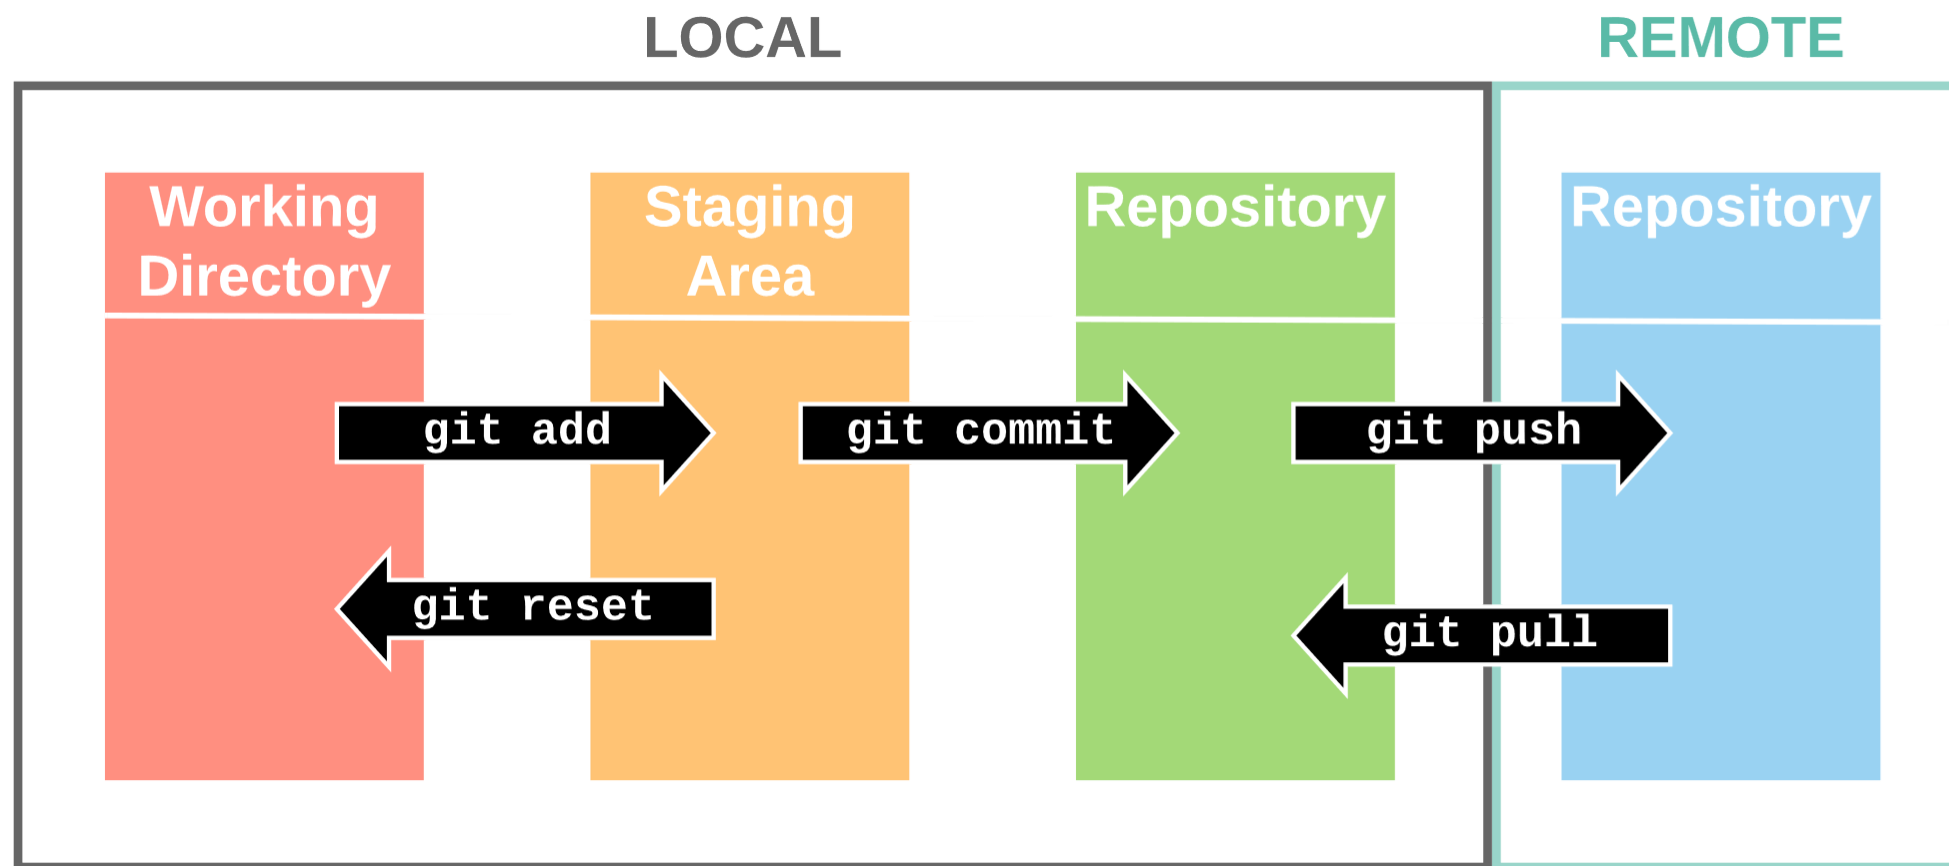 LOCAL
REMOTE
Working
Directory
Staging
Area
Repository
Repository
git add
git commit
git push
git reset
git pull